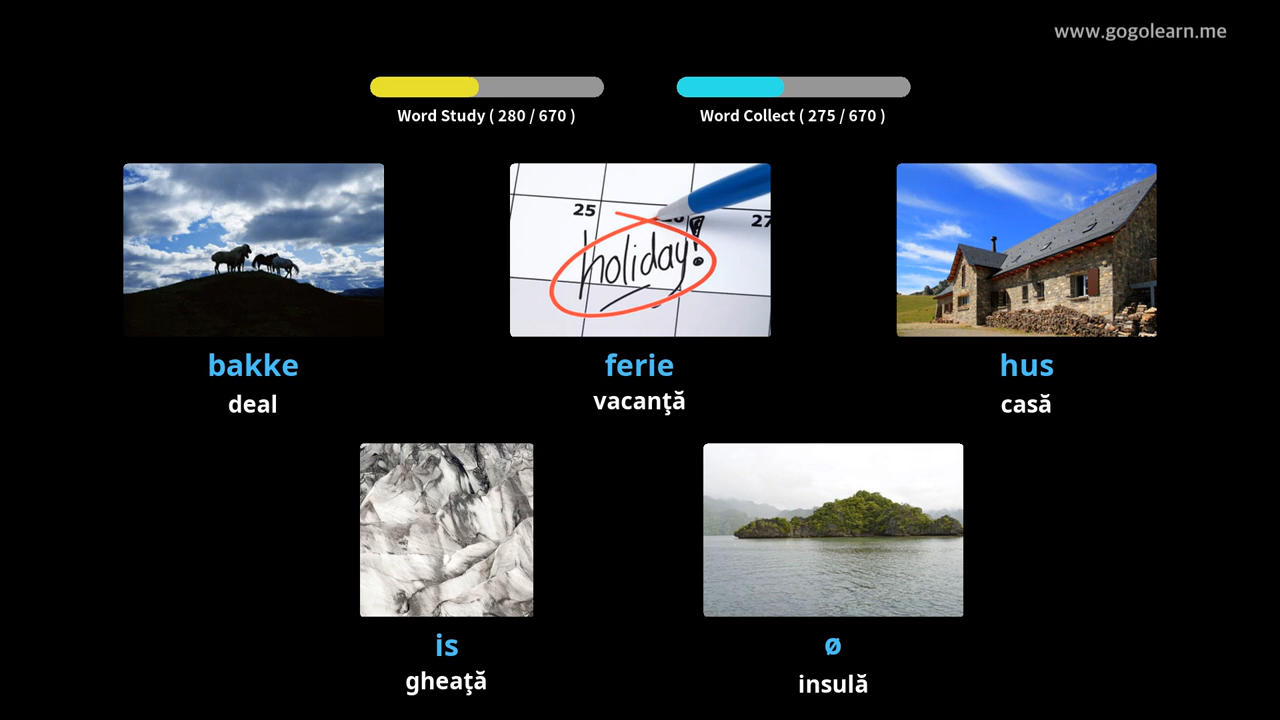 www.gogolearn.me
Word Study ( 280 / 670 )
Word Collect ( 275 / 670 )
25
27
holiday!
bakke
ferie
hus
deal
vacanţă
casă
is
ø
gheaţă
insulă